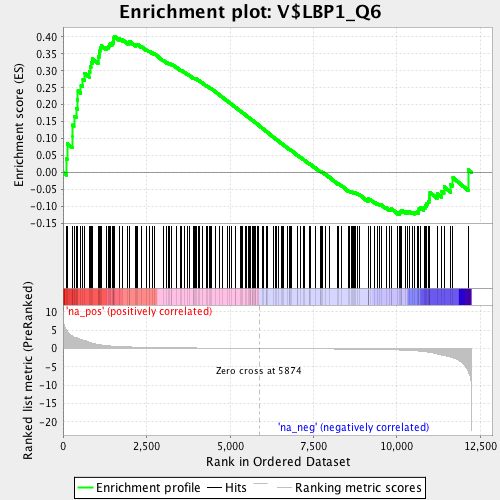 Enrichment plot: V$LBP1_Q6
Enrichment score (ES)
0.40
0.35
0.30
0.25
0.20
0.15
0.10
0.05
0.00
-0.05
-0.10
-0.15
'na_pos' (positively correlated)
Ranked list metric (PreRanked)
10
5
0
-5
-10
-15
-20
Zero cross at 5874
'na_neg' (negatively correlated)
0 2,500 5,000 7,500 10,000 12,500
Rank in Ordered Dataset
Enrichment profile Hits Ranking metric scores